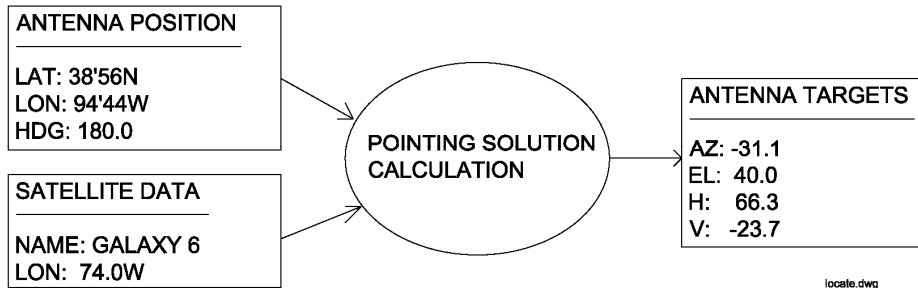 ANTENNA POSITION
LAT: 38'56N
LON: 94'44W
HDG: 180.0
SATELLITE DATA
NAME: GALAXY 6
LON: 74.0W
POINTING SOLUTION
CALCULATION
ANTENNA TARGETS
AZ: -31.1
EL: 40.0
H: 66.3
V: -23.7
locate.dwg